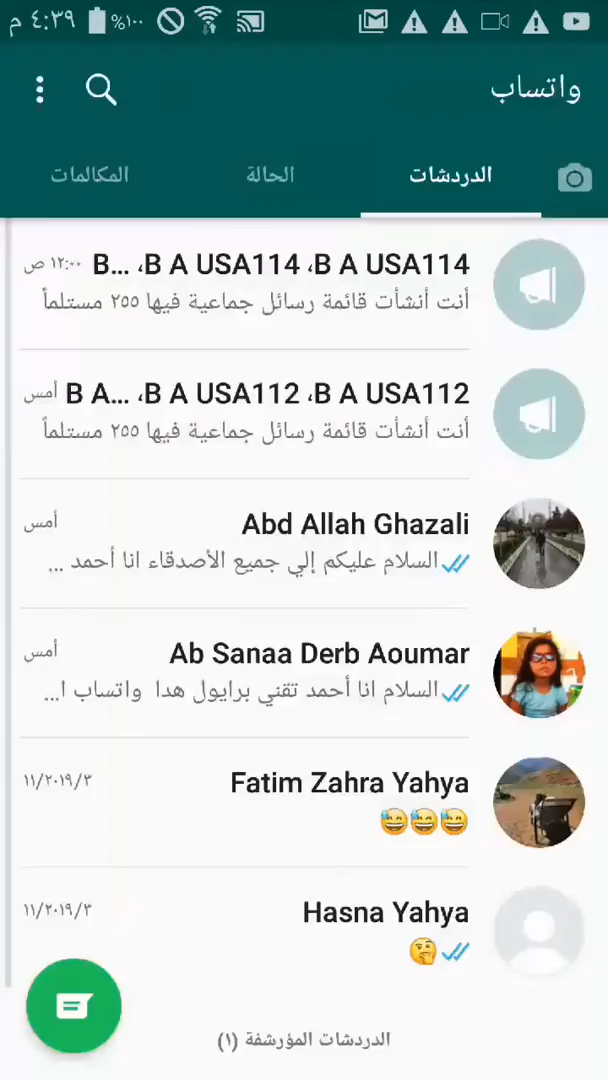 ٤:٣٩ م
%١٠٠
واتساب
الدردشات
الحالة
المكالمات
B A USA114، B A USA114، B...
١٢:٠٠ ص
أنت أنشأت قائمة رسائل جماعية فيها ٢٥٥ مستلماً
B A USA112، B A USA112، B A...
أمس
أنت أنشأت قائمة رسائل جماعية فيها ٢٥٥ مستلماً
Abd Allah Ghazali
أمس
السلام عليكم إلي جميع الأصدقاء انا أحمد ...
Ab Sanaa Derb Aoumar
أمس
السلام انا أحمد تقني برايول هدا واتساب ا...
Fatim Zahra Yahya
١١/٢٠١٩/٣
😅😅😅
Hasna Yahya
١١/٢٠١٩/٣
🤔
الدردشات المؤرشفة (١)